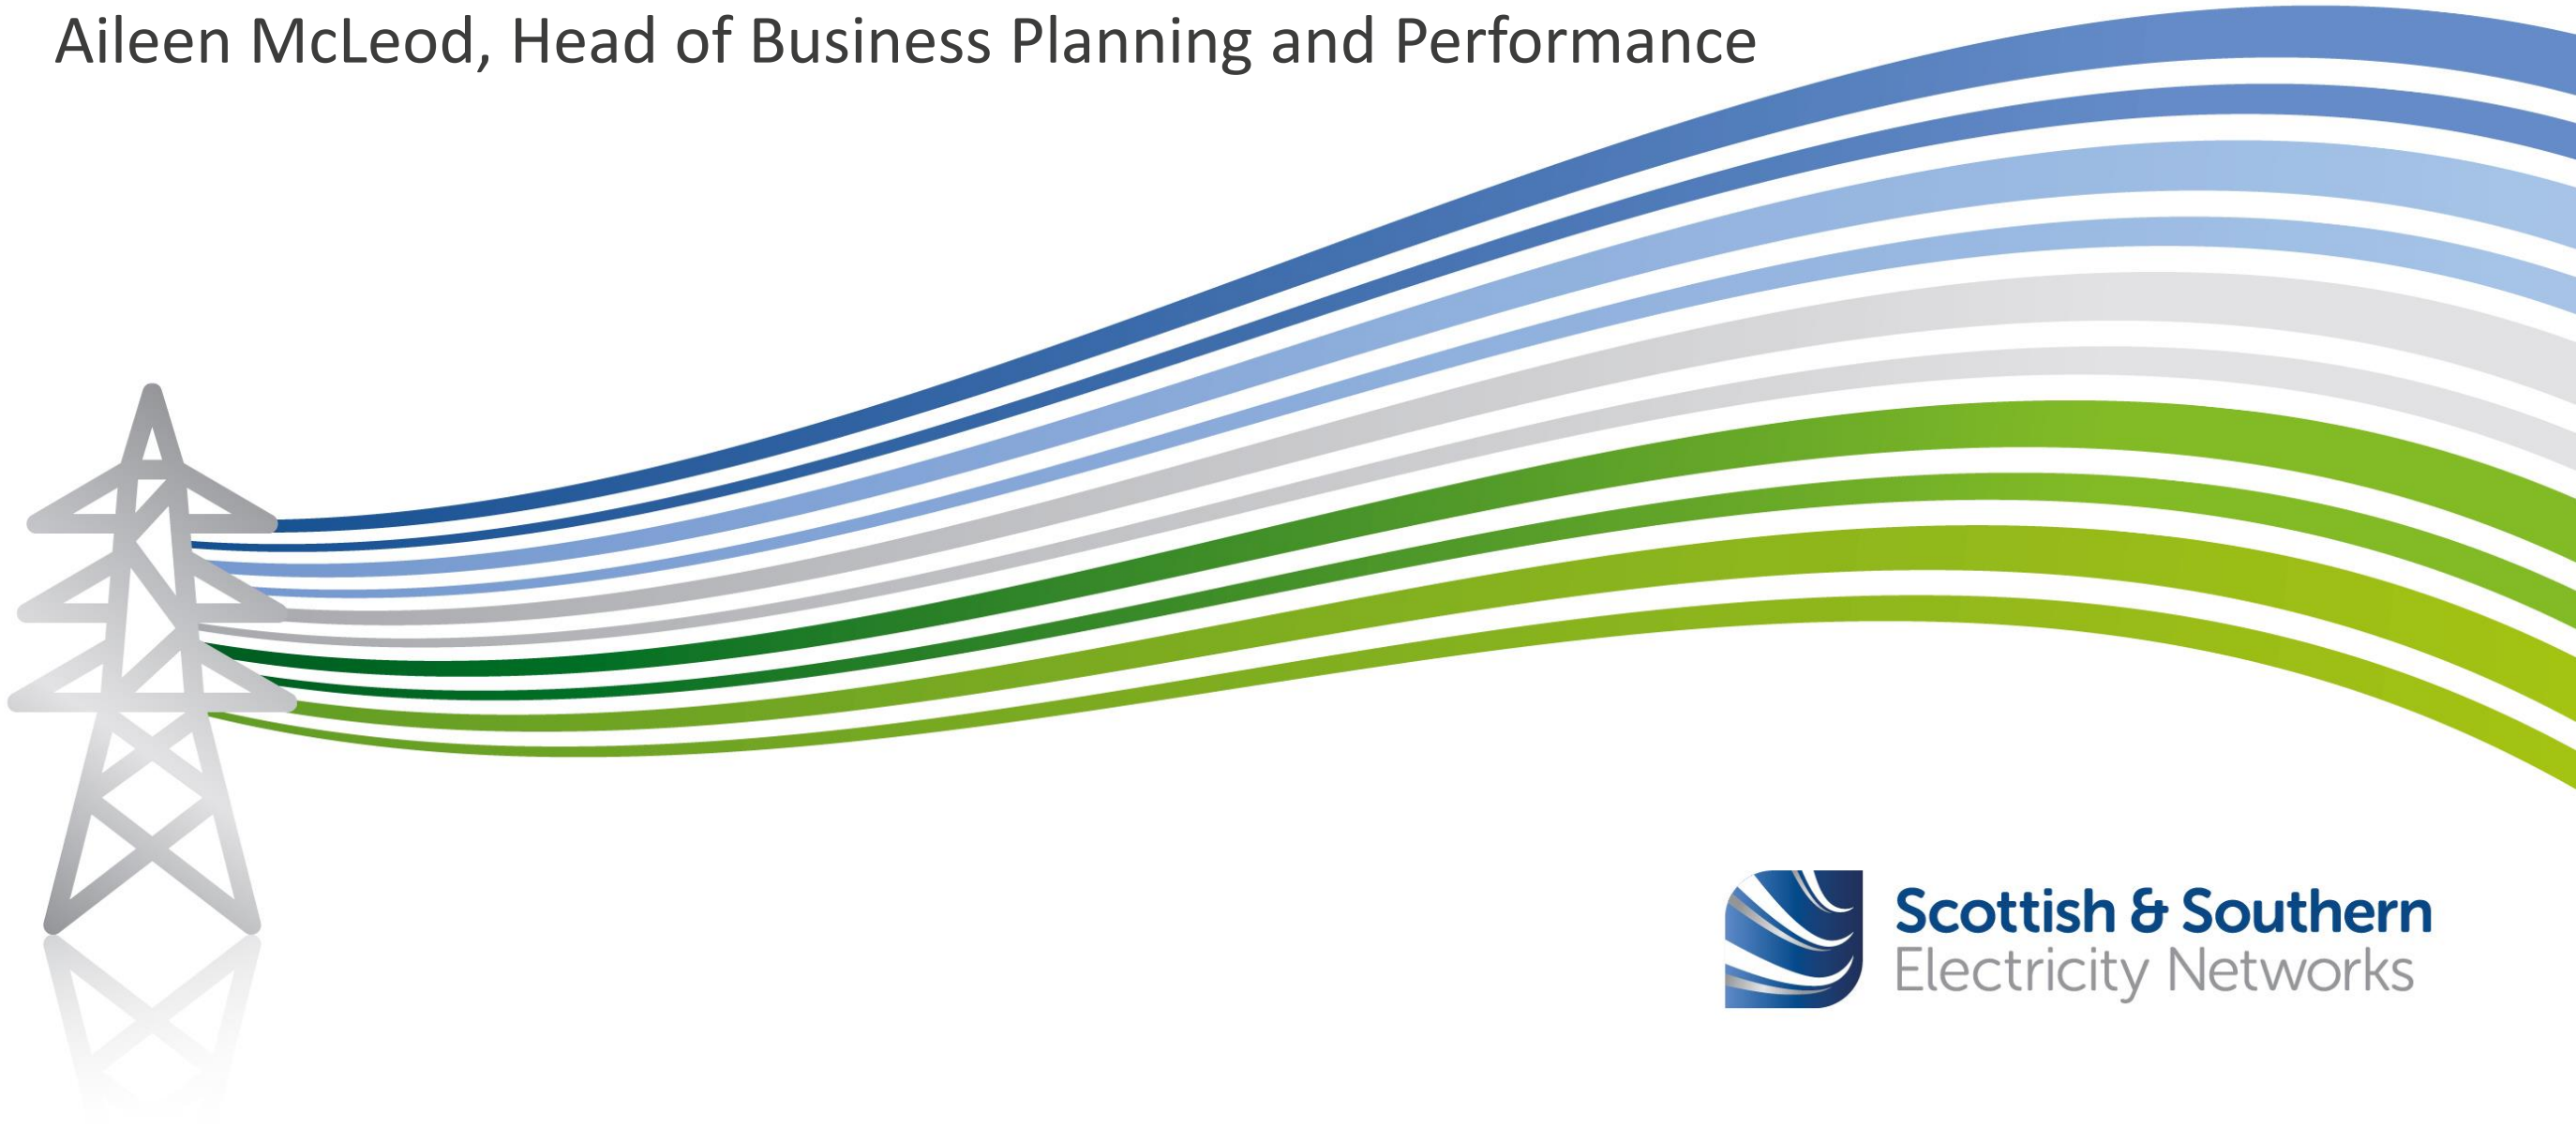 Aileen McLeod, Head of Business Planning and Performance
Scottish & Southern
Electricity Networks